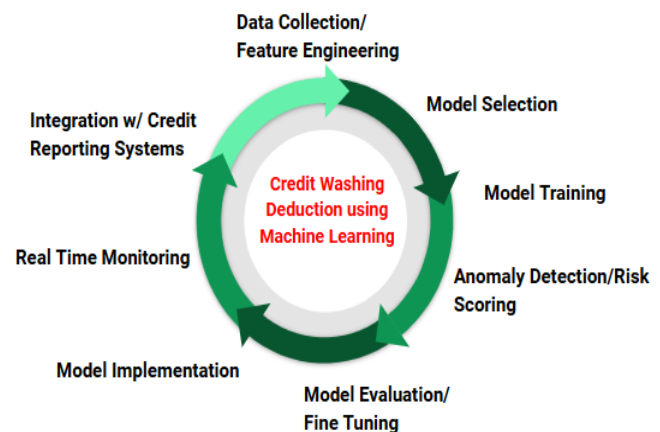 Data Collection/
Feature Engineering
Model Selection
Model Training
Anomaly Detection/Risk
Scoring
Model Evaluation/
Fine Tuning
Model Implementation
Real Time Monitoring
Integration w/ Credit
Reporting Systems
Credit Washing
Deduction using
Machine Learning